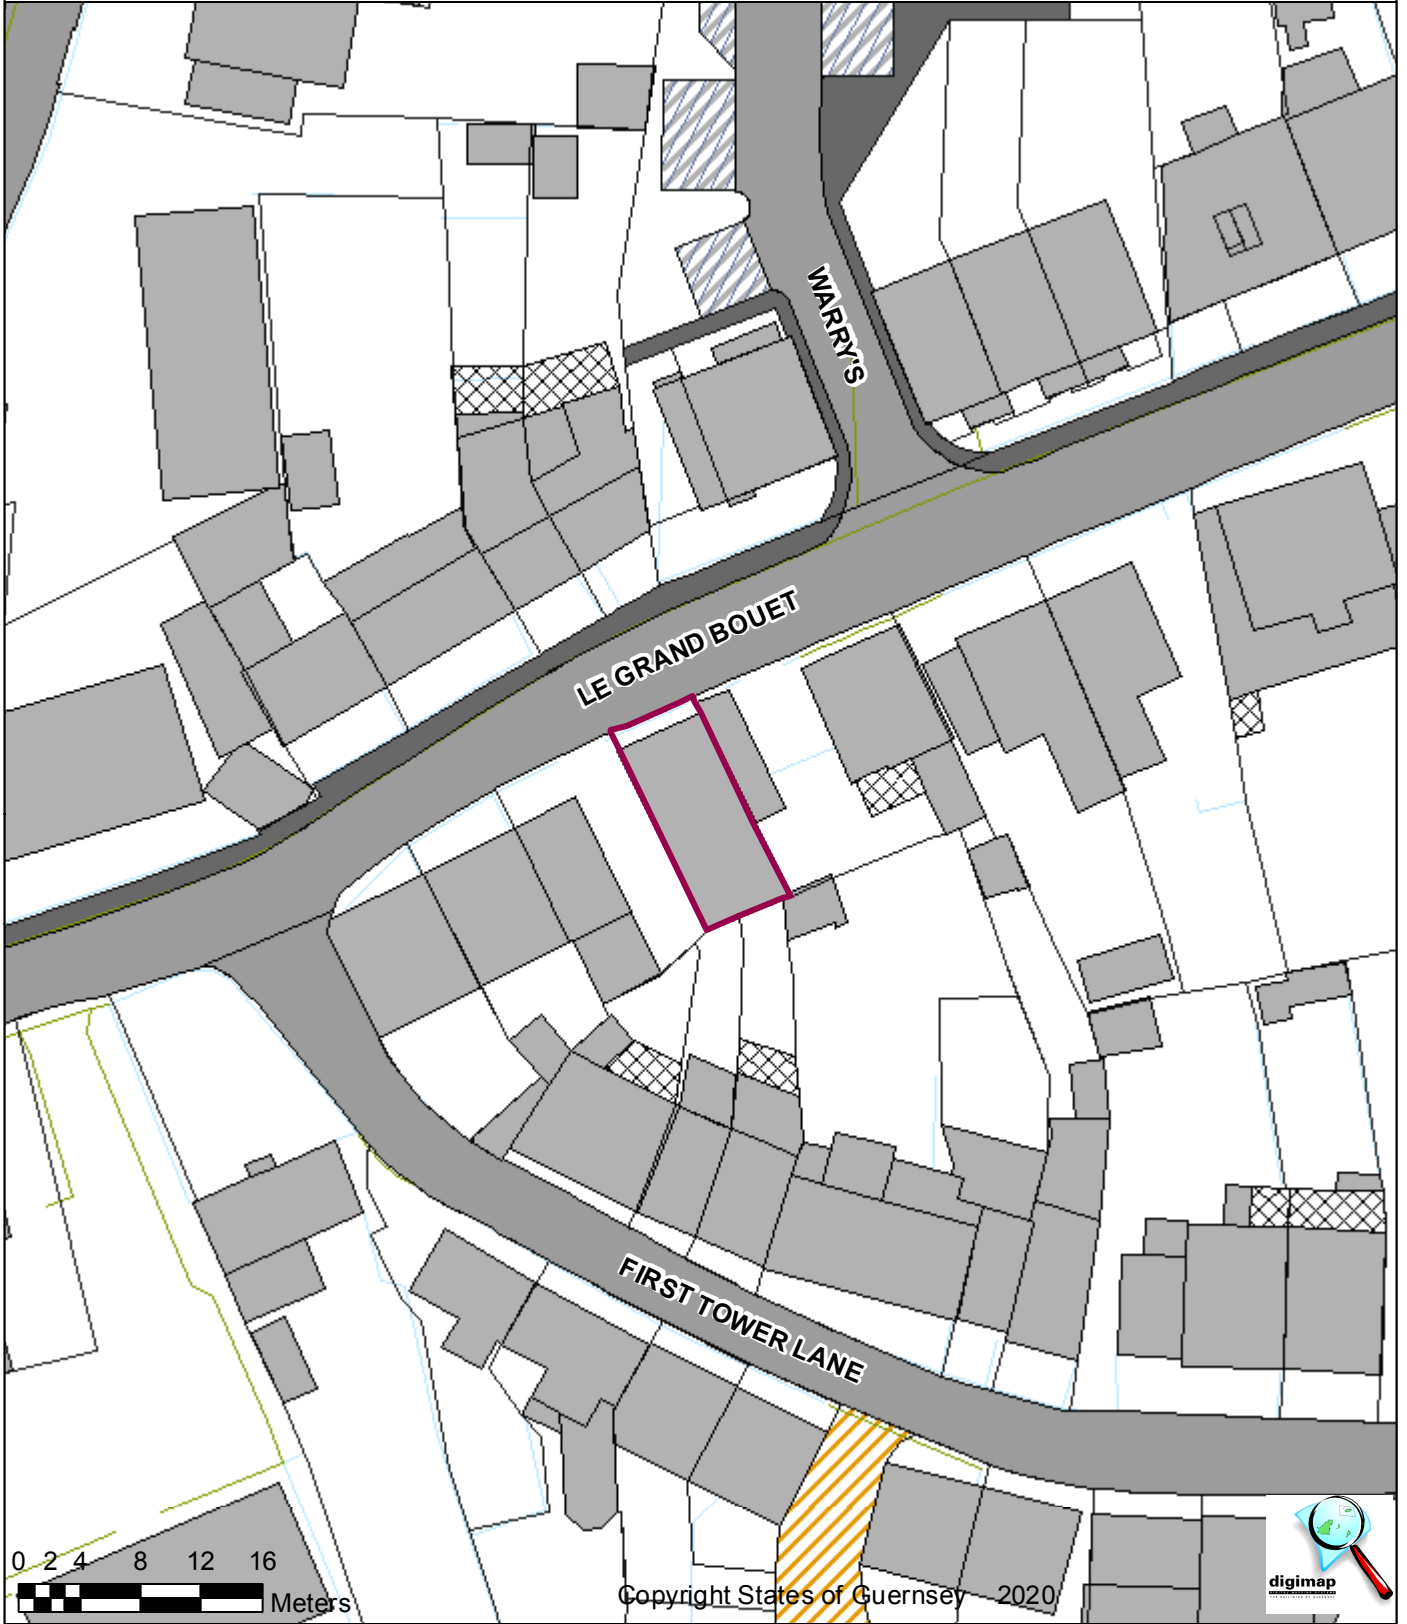 WARRY'S
LE GRAND BOUET
FIRST TOWER LANE
0 2 4 8 12 16
Meters
Copyright States of Guernsey 2020
digimap